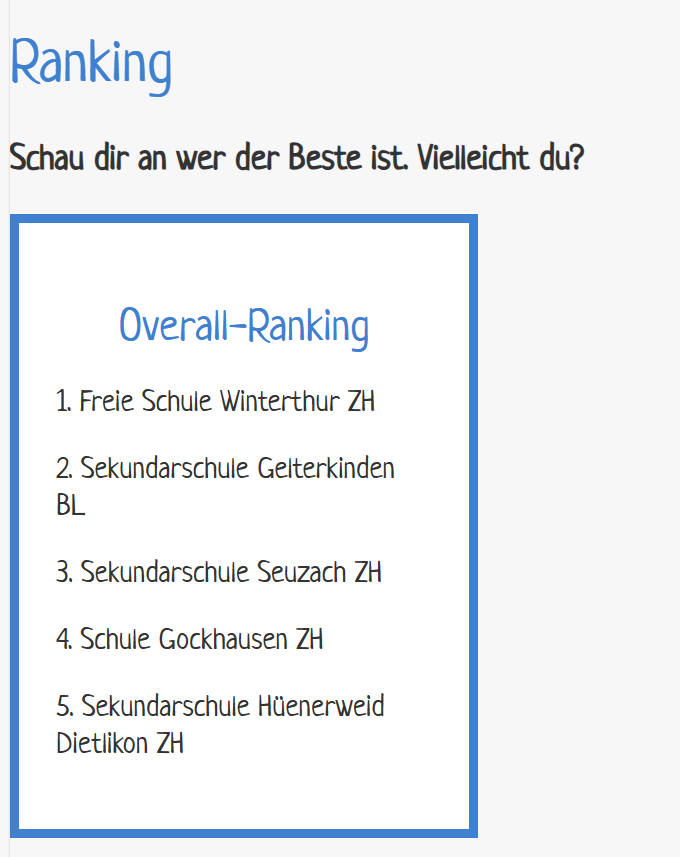 Ranking
Schau dir an wer der Beste ist. Vielleicht du?
Overall-Ranking
1. Freie Schule Winterthur ZH
2. Sekundarschule Gelterkinden
BL
3. Sekundarschule Seuzach ZH
4. Schule Gockhausen ZH
5. Sekundarschule Hüenerweid
Dietlikon ZH